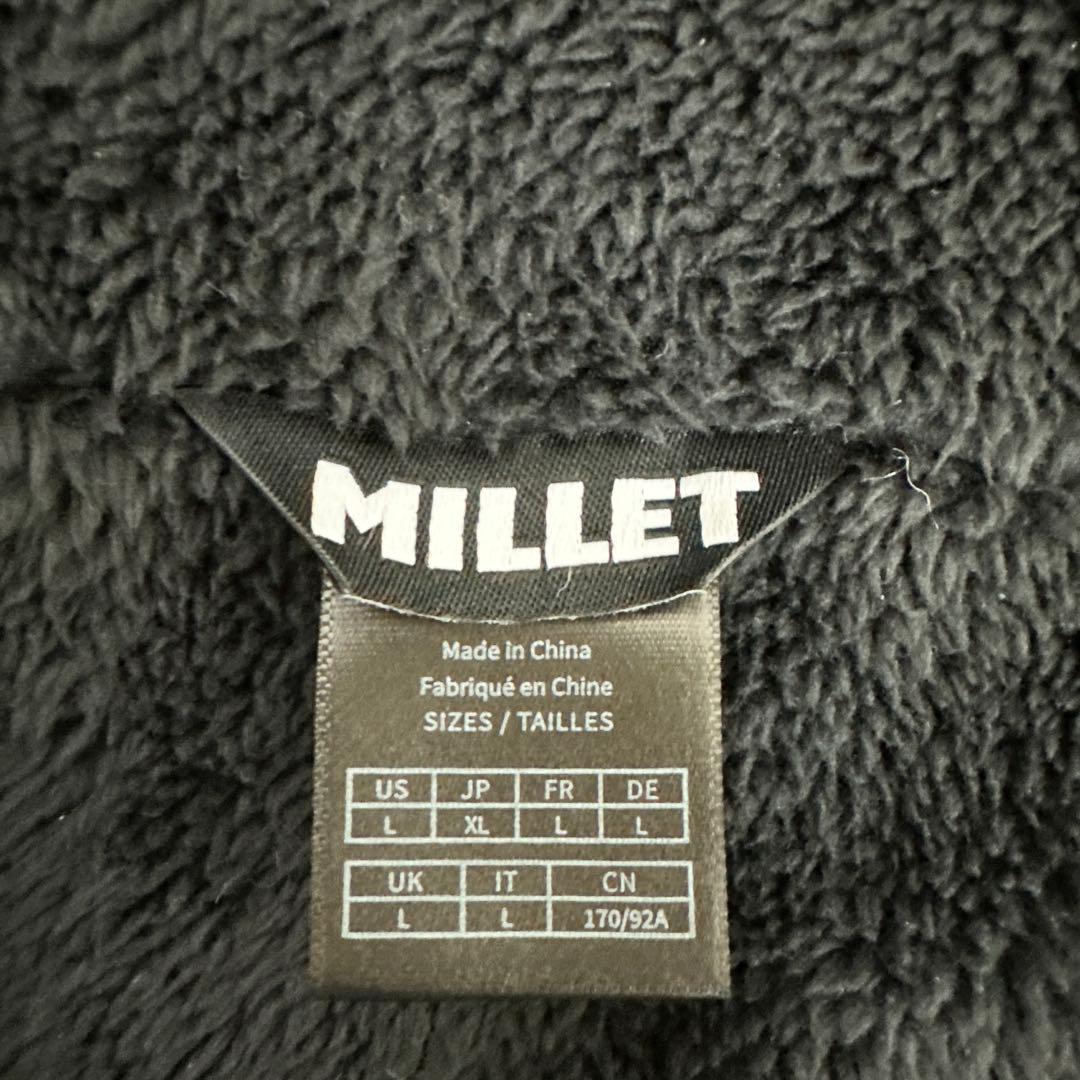 MILLET
Made in China
Fabriqué en Chine
SIZES / TAILLES
US JP FR DE
L XL L L
UK IT CN
L L 170/92A